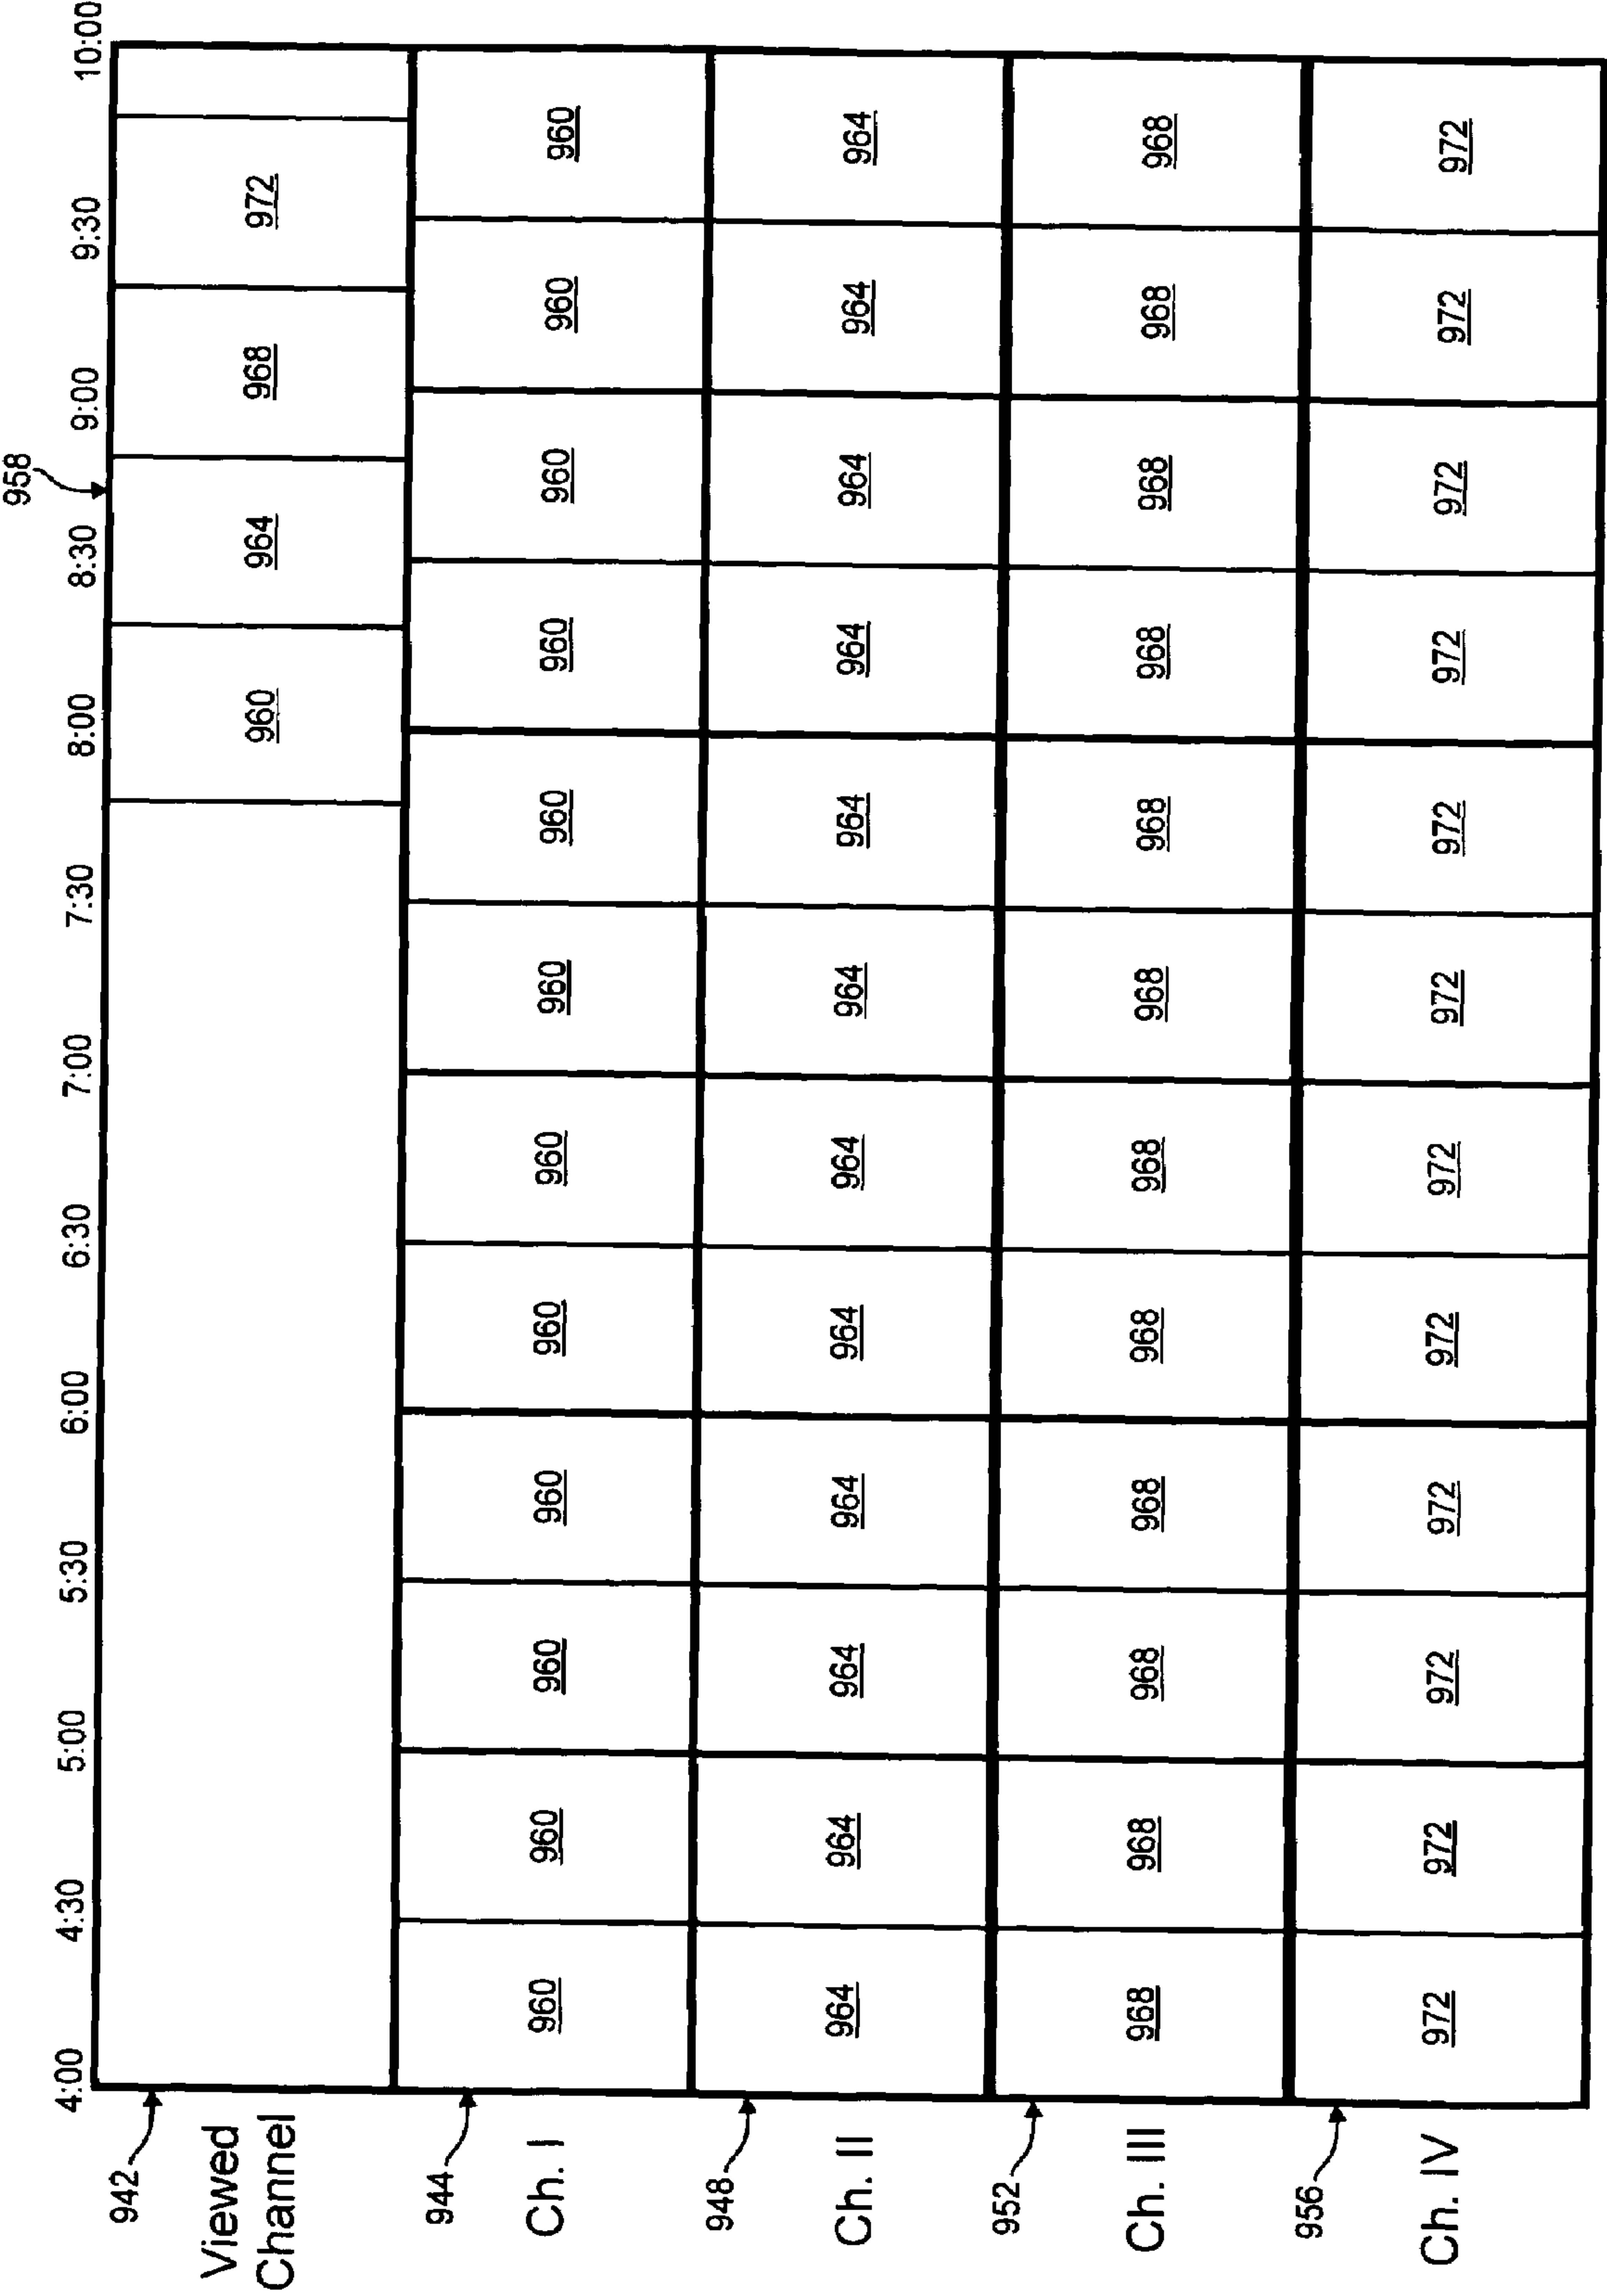 958
4:00 4:30 5:00 5:30 6:00 6:30 7:00 7:30 8:00 8:30 9:00 9:30 10:00
942
Viewed
Channel
960 964 968 972
944
Ch. I
960 960 960 960 960 960 960 960 960 960 960 960
948
Ch. II
964 964 964 964 964 964 964 964 964 964 964 964
952
Ch. III
968 968 968 968 968 968 968 968 968 968 968 968
956
Ch. IV
972 972 972 972 972 972 972 972 972 972 972 972